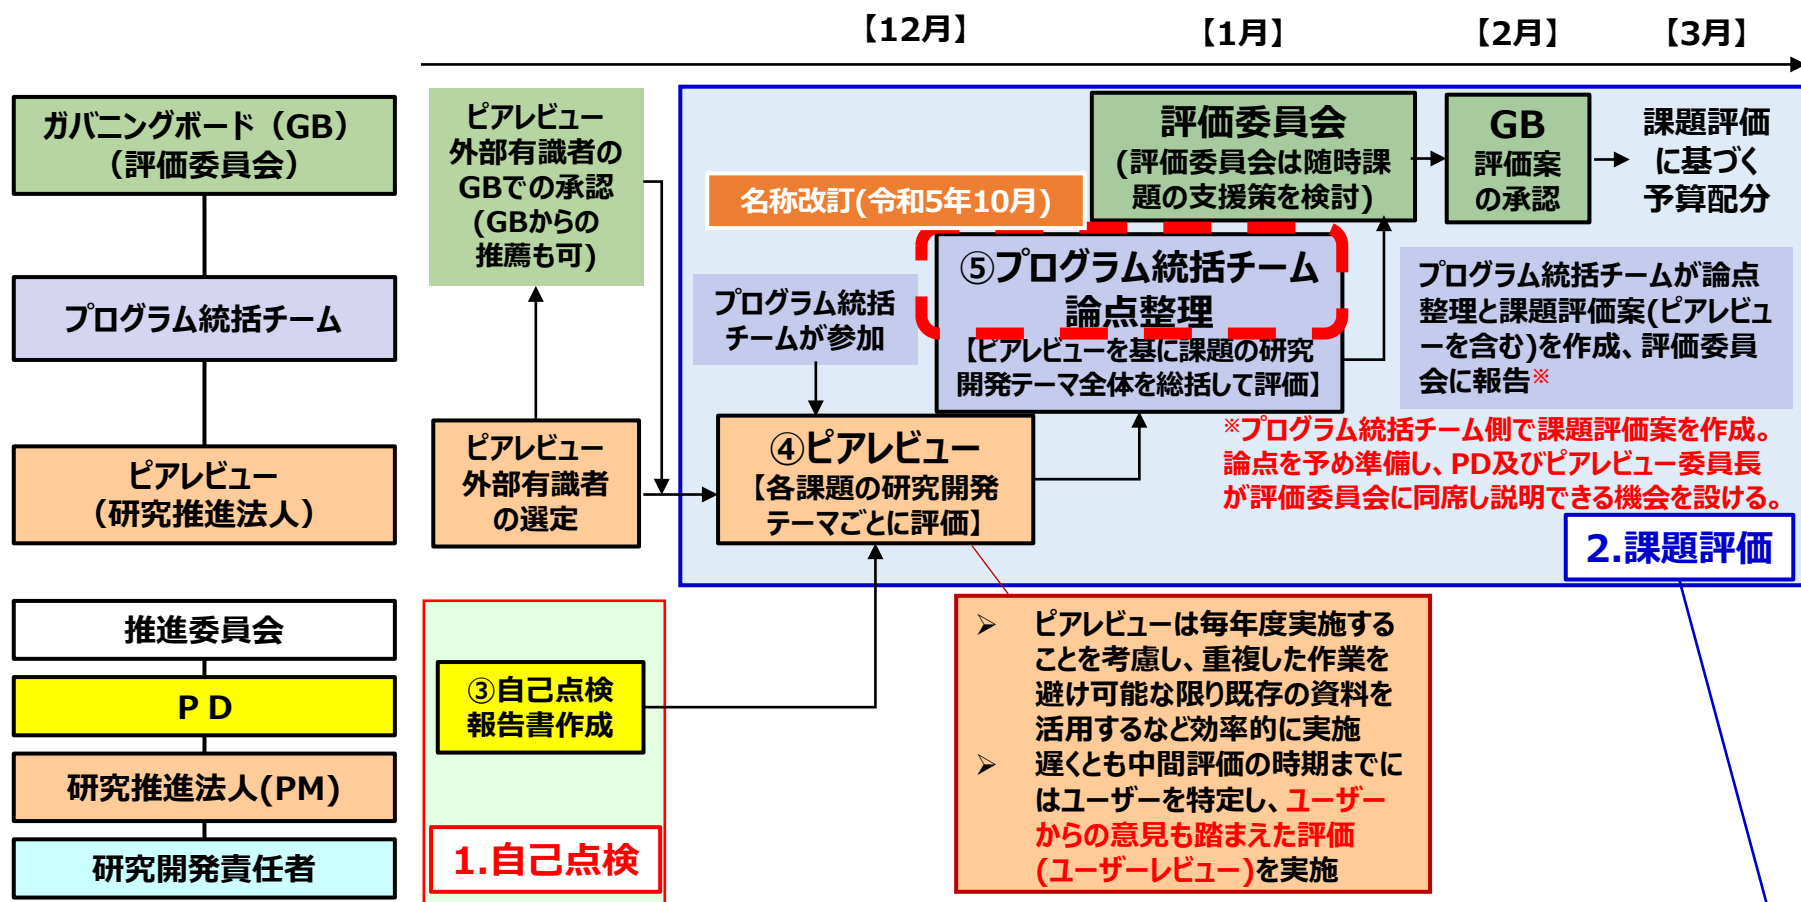 【12月】
【1月】
【2月】
【3月】
ガバニングボード（GB）
（評価委員会）
プログラム統括チーム
ピアレビュー
（研究推進法人）
推進委員会
ＰＤ
研究推進法人(PM)
研究開発責任者
ピアレビュー
外部有識者の
GBでの承認
(GBからの
推薦も可)
ピアレビュー
外部有識者
の選定
③自己点検
報告書作成
1.自己点検
名称改訂(令和5年10月)
プログラム統括
チームが参加
④ピアレビュー
【各課題の研究開発
テーマごとに評価】
⑤プログラム統括チーム
論点整理
【ピアレビューを基に課題の研究
開発テーマ全体を総括して評価】
評価委員会
(評価委員会は随時課
題の支援策を検討)
GB
評価案
の承認
課題評価
に基づく
予算配分
プログラム統括チームが論点
整理と課題評価案(ピアレビュ
ーを含む)を作成、評価委員
会に報告※
※プログラム統括チーム側で課題評価案を作成。
論点を予め準備し、PD及びピアレビュー委員長
が評価委員会に同席し説明できる機会を設ける。
2.課題評価
➢ ピアレビューは毎年度実施する
ことを考慮し、重複した作業を
避け可能な限り既存の資料を
活用するなど効率的に実施
➢ 遅くとも中間評価の時期までに
はユーザーを特定し、ユーザー
からの意見も踏まえた評価
(ユーザーレビュー)を実施